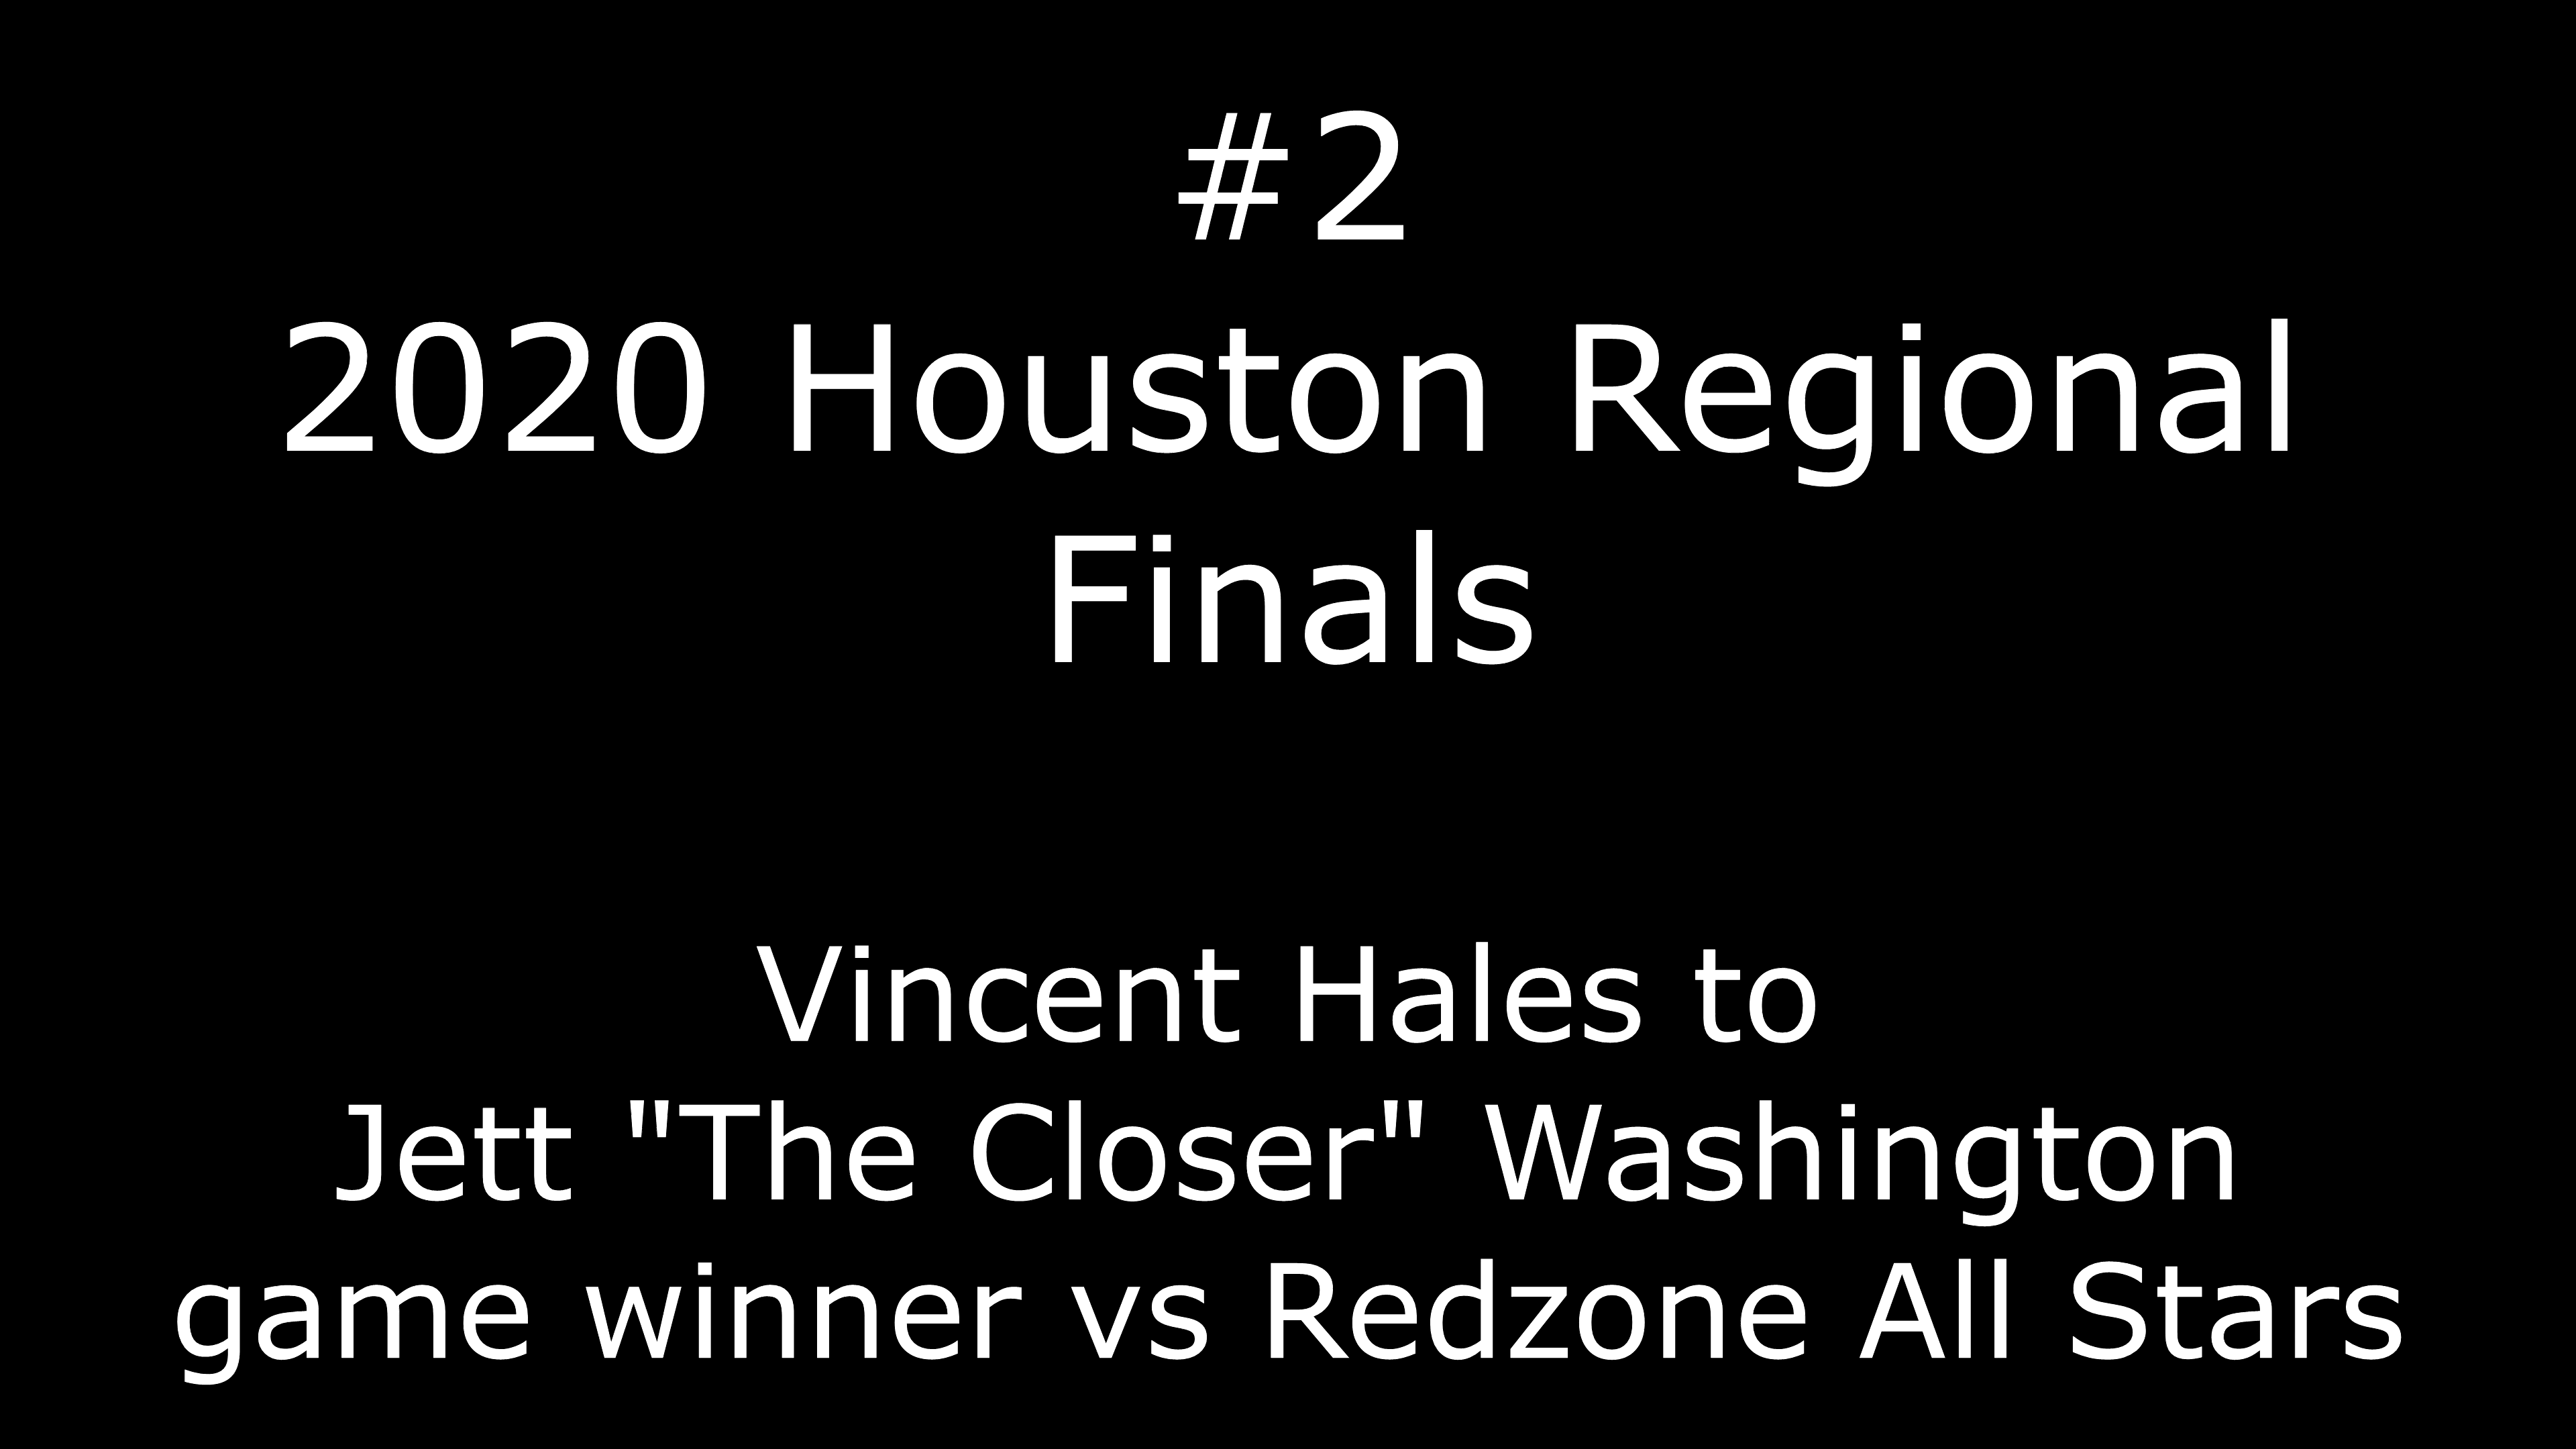 #2
2020 Houston Regional
Finals
Vincent Hales to
Jett "The Closer" Washington
game winner vs Redzone All Stars